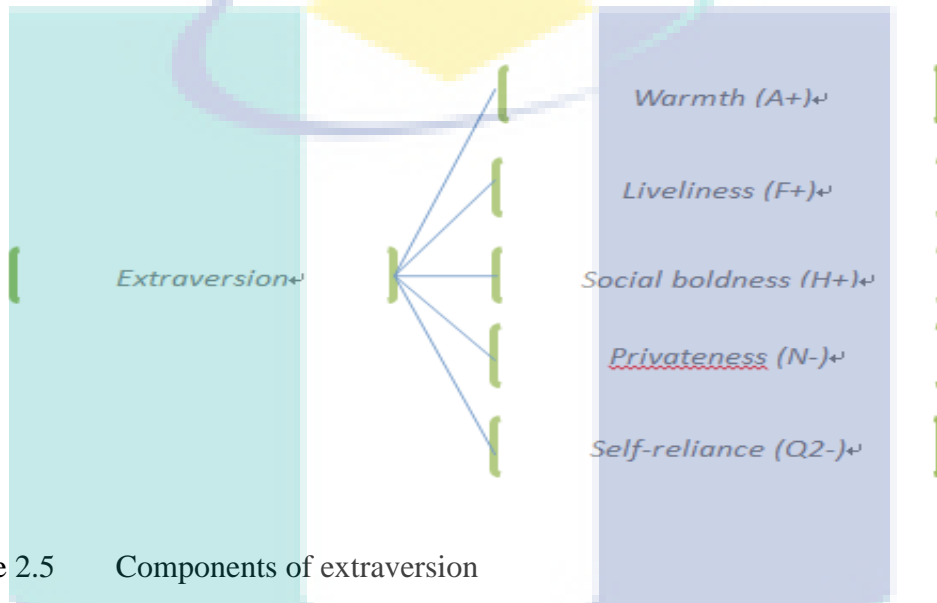 Warmth (A+)↵
Liveliness (F+)↵
Extraversion↵
Social boldness (H+)↵
Privateness (N-)↵
Self-reliance (Q2-)↵
e 2.5 Components of extraversion